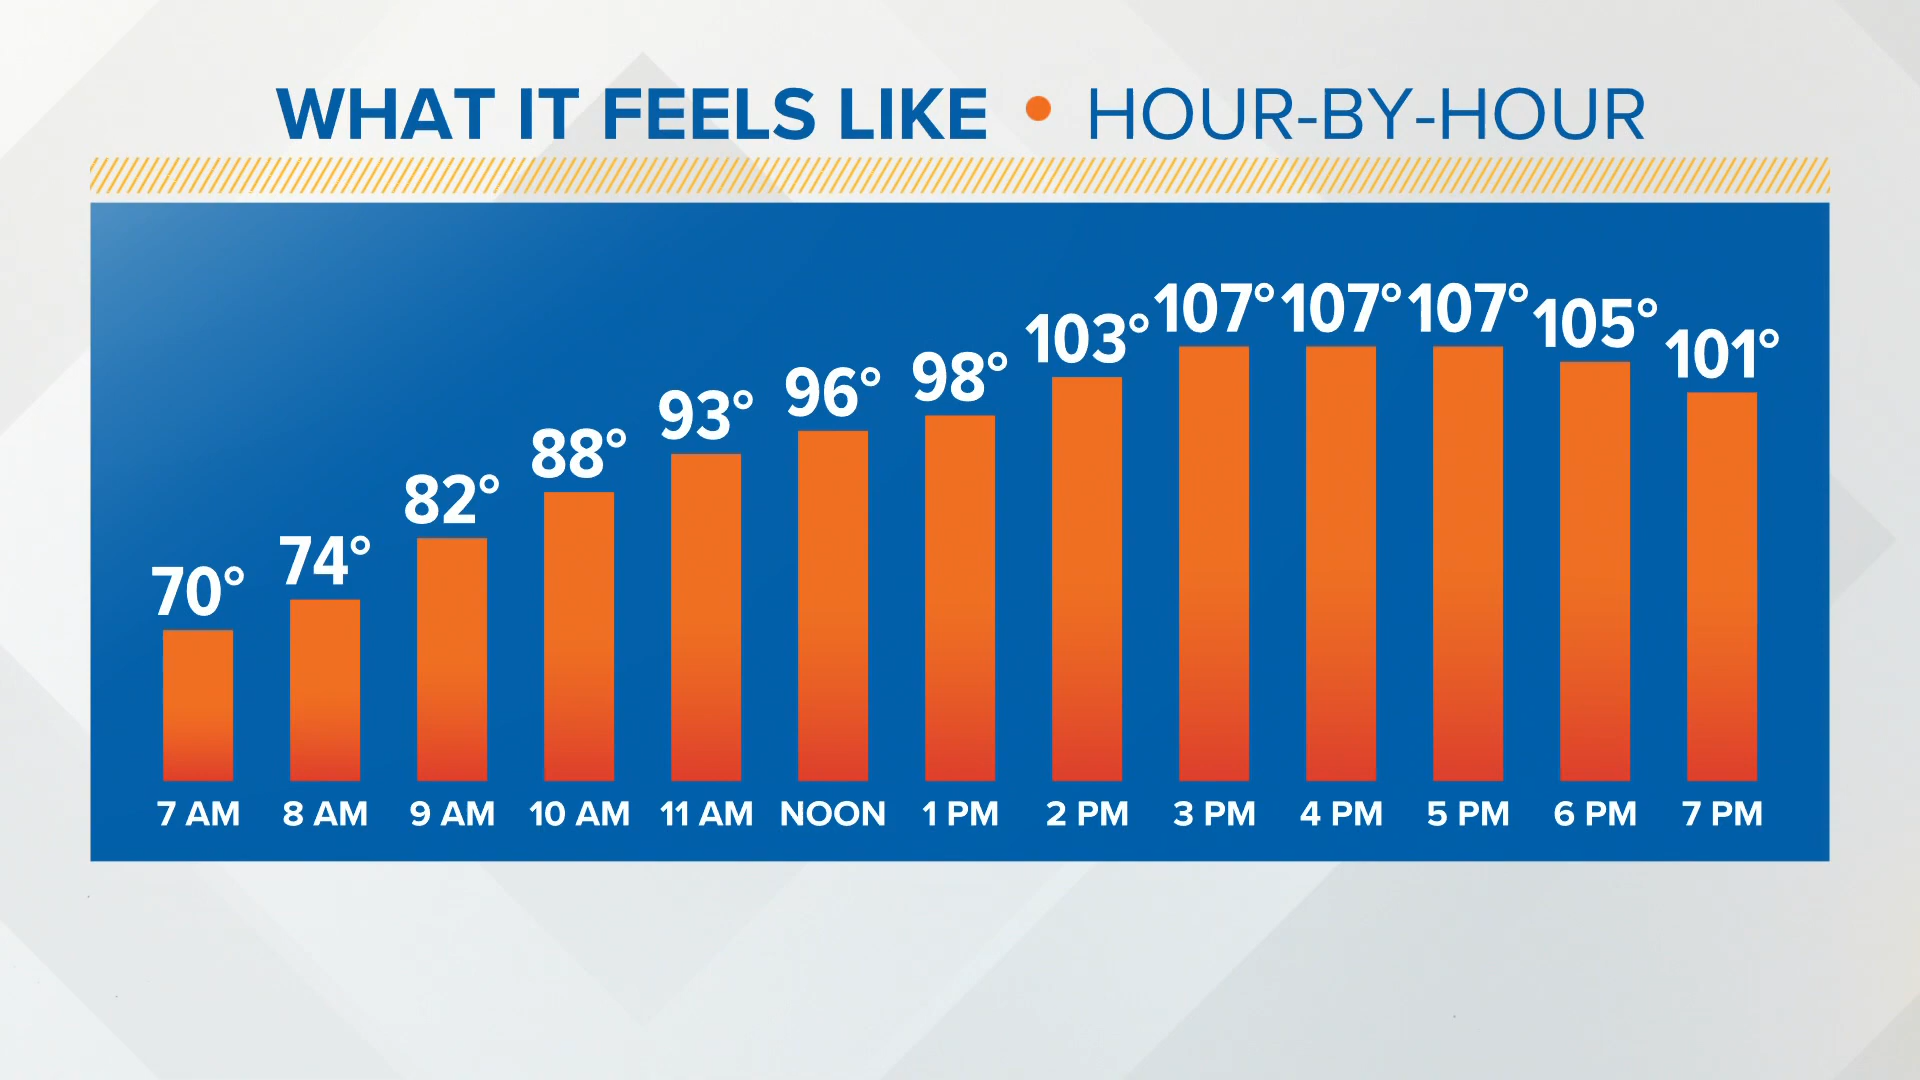 WHAT IT FEELS LIKE • HOUR-BY-HOUR
70° 74° 82° 88° 93° 96° 98° 103° 107° 107° 107° 105° 101°
7 AM 8 AM 9 AM 10 AM 11 AM NOON 1 PM 2 PM 3 PM 4 PM 5 PM 6 PM 7 PM